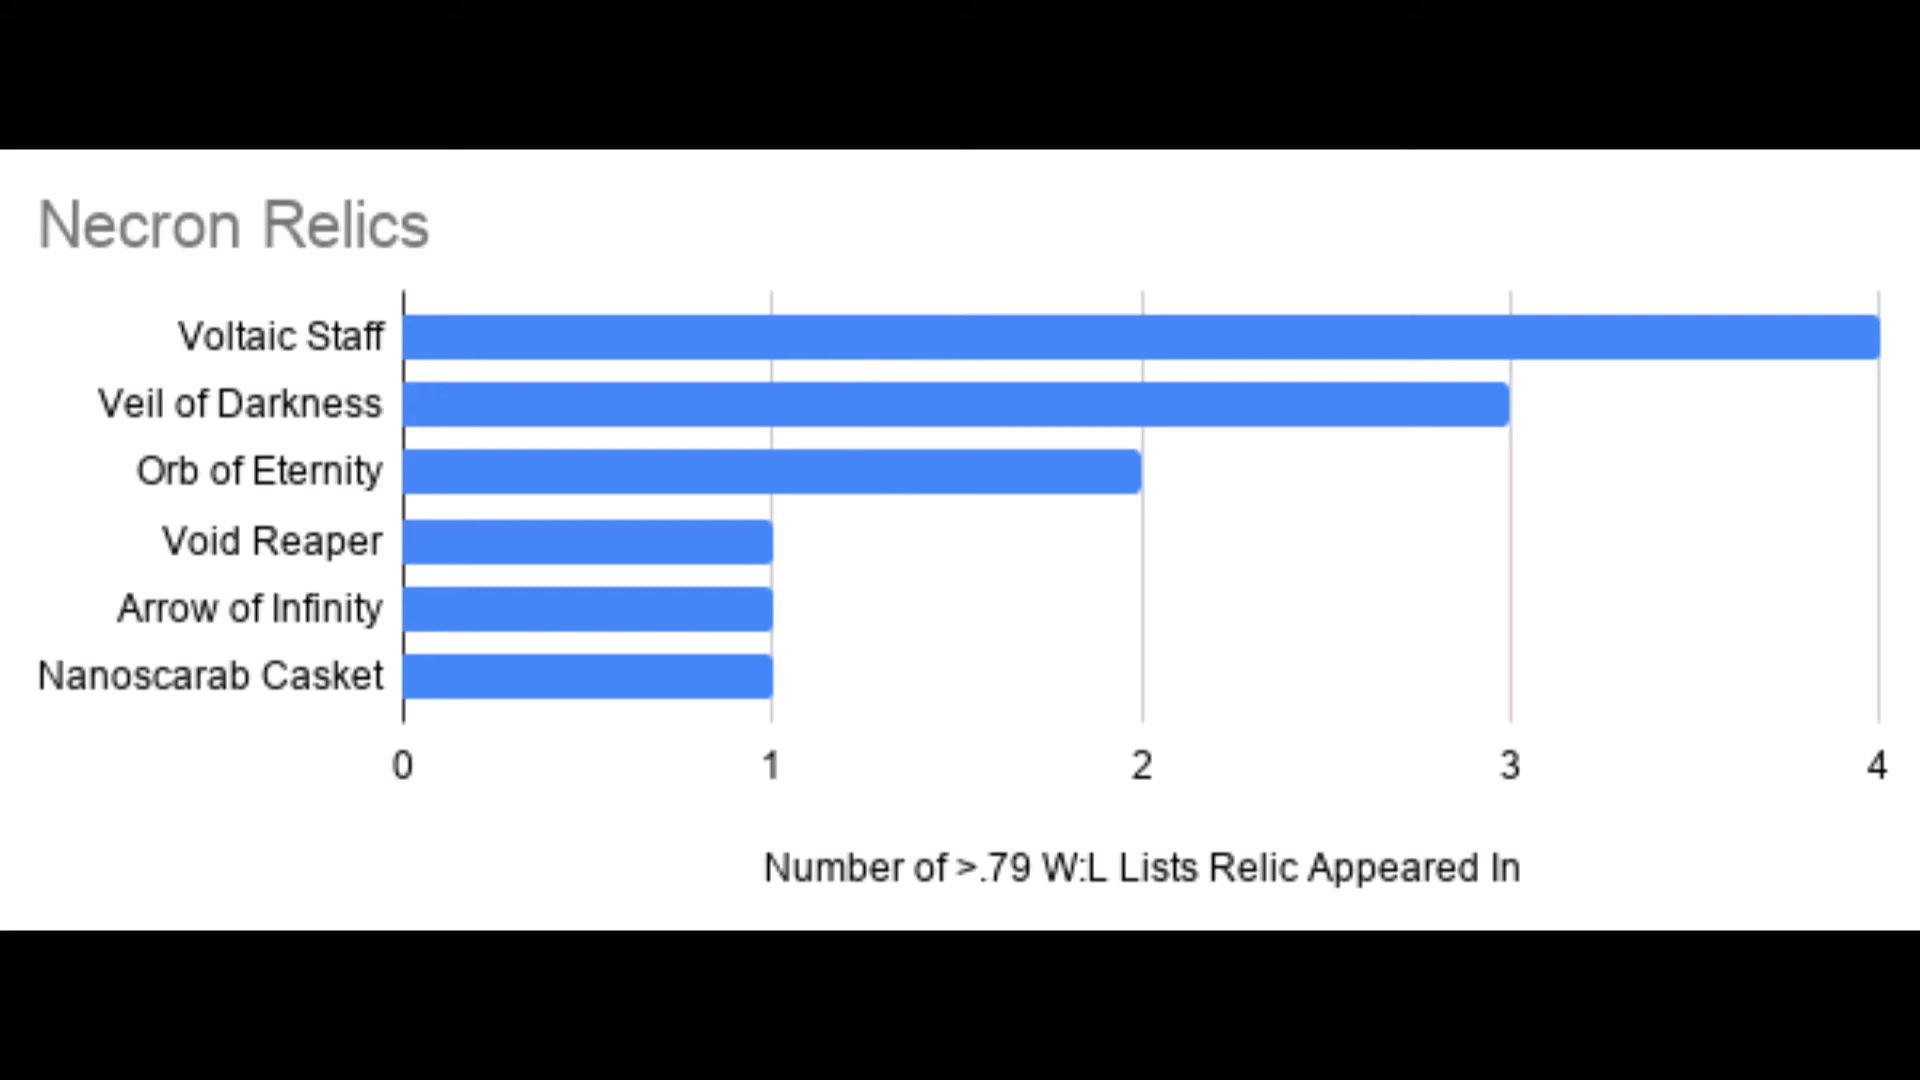 Necron Relics
Voltaic Staff
Veil of Darkness
Orb of Eternity
Void Reaper
Arrow of Infinity
Nanoscarab Casket
0 1 2 3 4
Number of >.79 W:L Lists Relic Appeared In